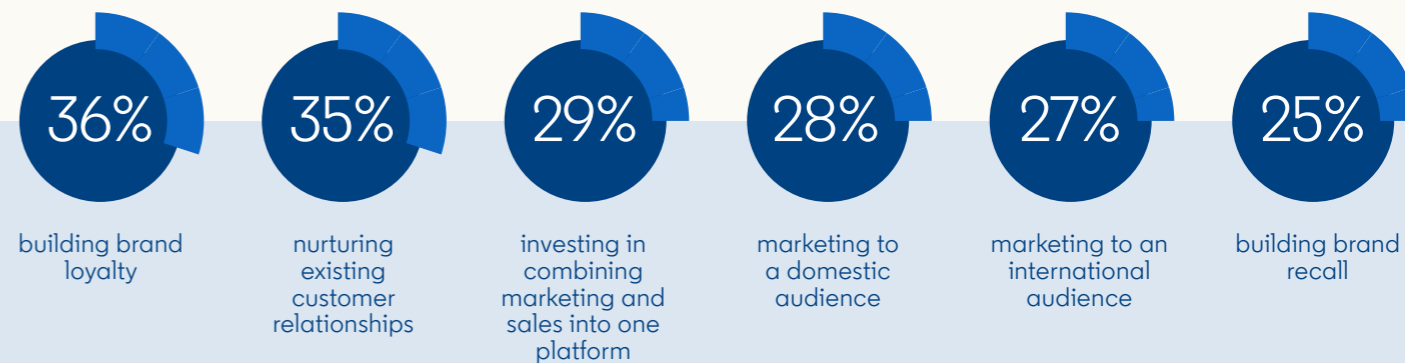 36%
building brand
loyalty
35%
nurturing
existing
customer
relationships
29%
investing in
combining
marketing and
sales into one
platform
28%
marketing to
a domestic
audience
27%
marketing to an
international
audience
25%
building brand
recall